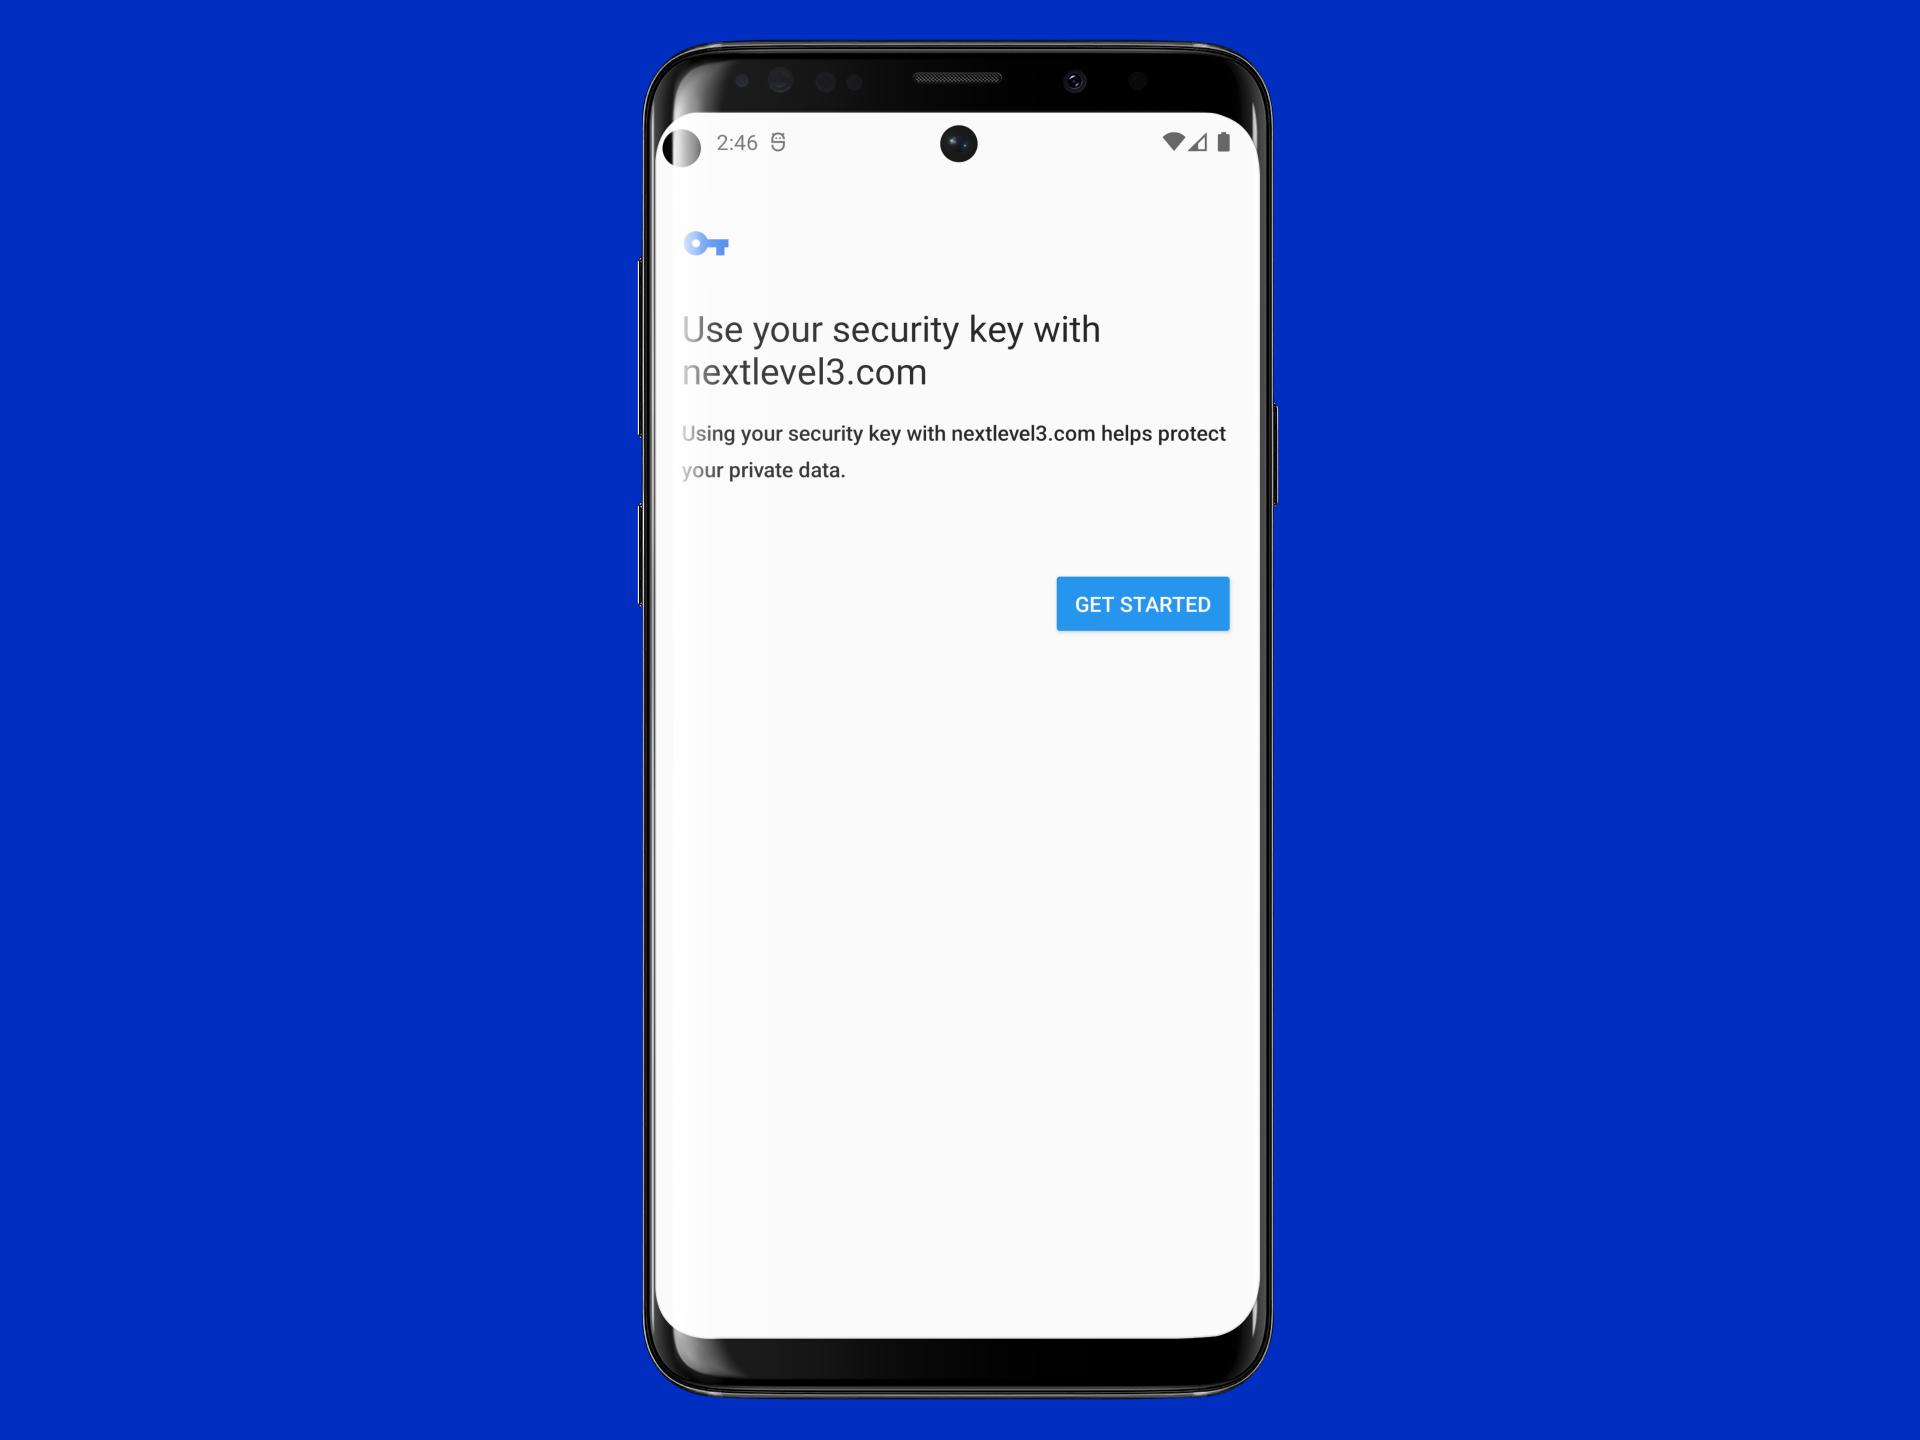 2:46
Use your security key with
nextlevel3.com
Using your security key with nextlevel3.com helps protect
your private data.
GET STARTED